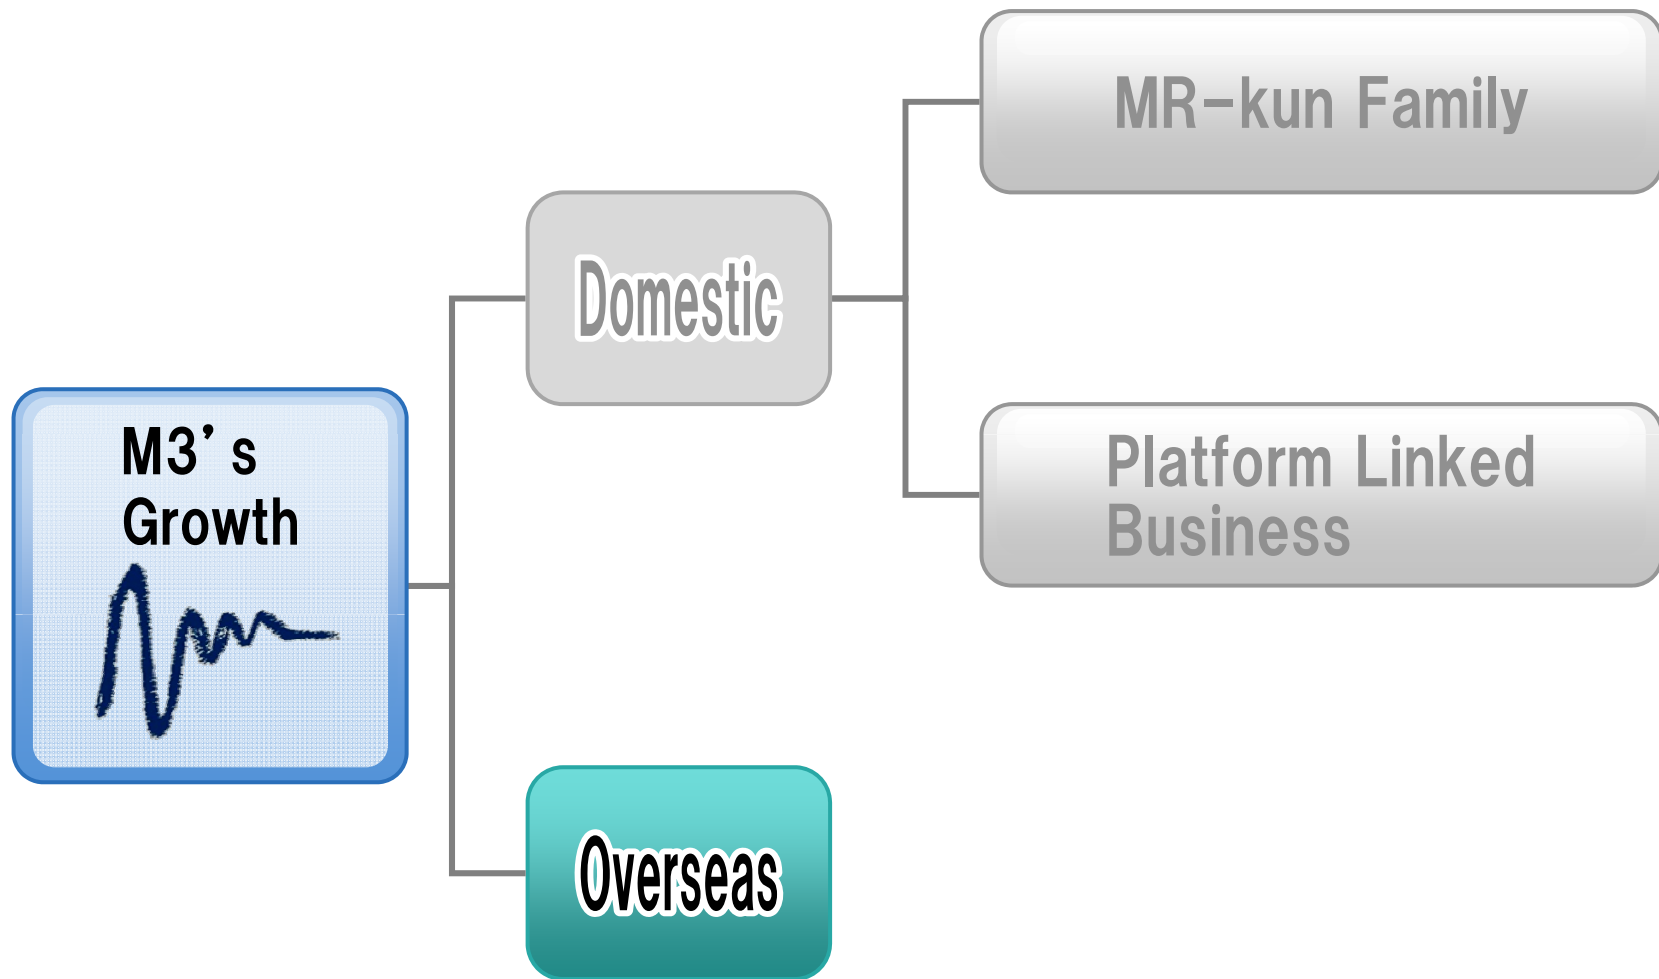 MR-kun Family
Domestic
M3's
Growth
Platform Linked
Business
Overseas